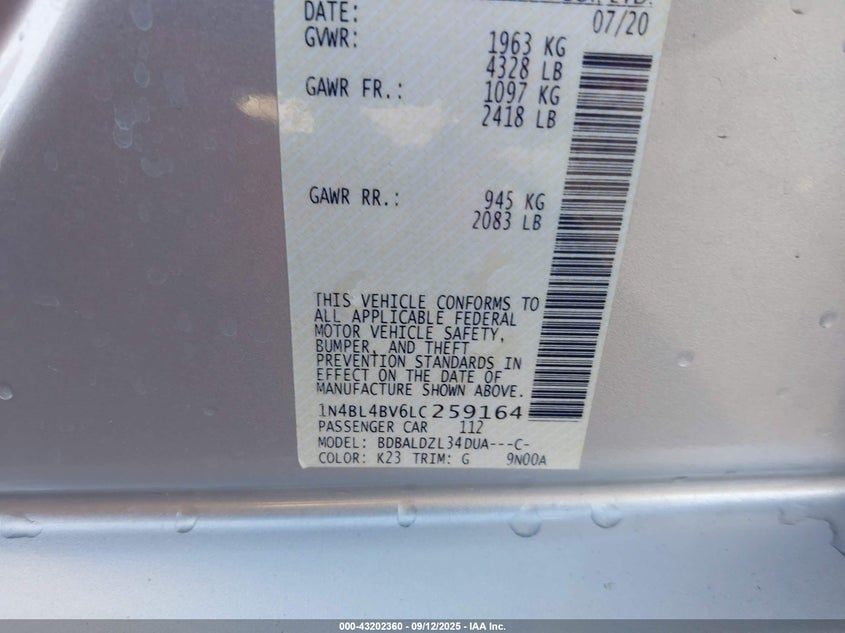 DATE: 07/20
GVWR: 1963 KG
4328 LB
GAWR FR.: 1097 KG
2418 LB
GAWR RR.: 945 KG
2083 LB
THIS VEHICLE CONFORMS TO
ALL APPLICABLE FEDERAL
MOTOR VEHICLE SAFETY,
BUMPER, AND THEFT
PREVENTION STANDARDS IN
EFFECT ON THE DATE OF
MANUFACTURE SHOWN ABOVE.
1N4BL4BV6LC259164
PASSENGER CAR 112
MODEL: BDBALDZL34DUA---C-
COLOR: K23 TRIM: G 9N00A
000-43202360 - 09/12/2025 - IAA Inc.